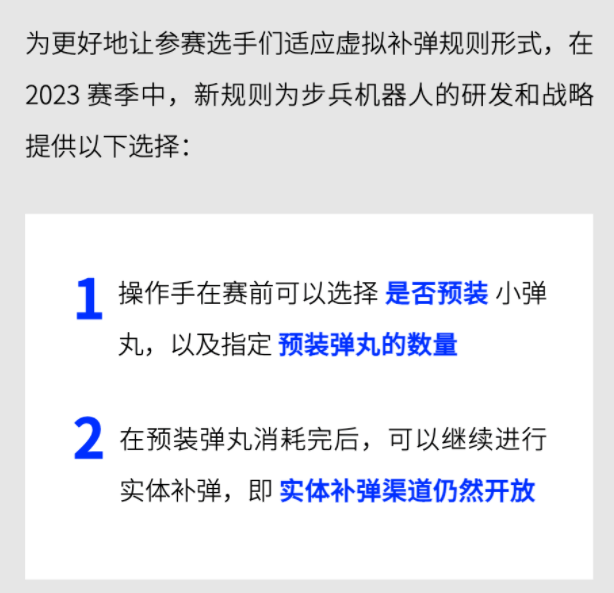 为更好地让参赛选手们适应虚拟补弹规则形式，在
2023 赛季中，新规则为步兵机器人的研发和战略
提供以下选择：
1 操作手在赛前可以选择 是否预装 小弹
丸，以及指定 预装弹丸的数量
2 在预装弹丸消耗完后，可以继续进行
实体补弹，即 实体补弹渠道仍然开放